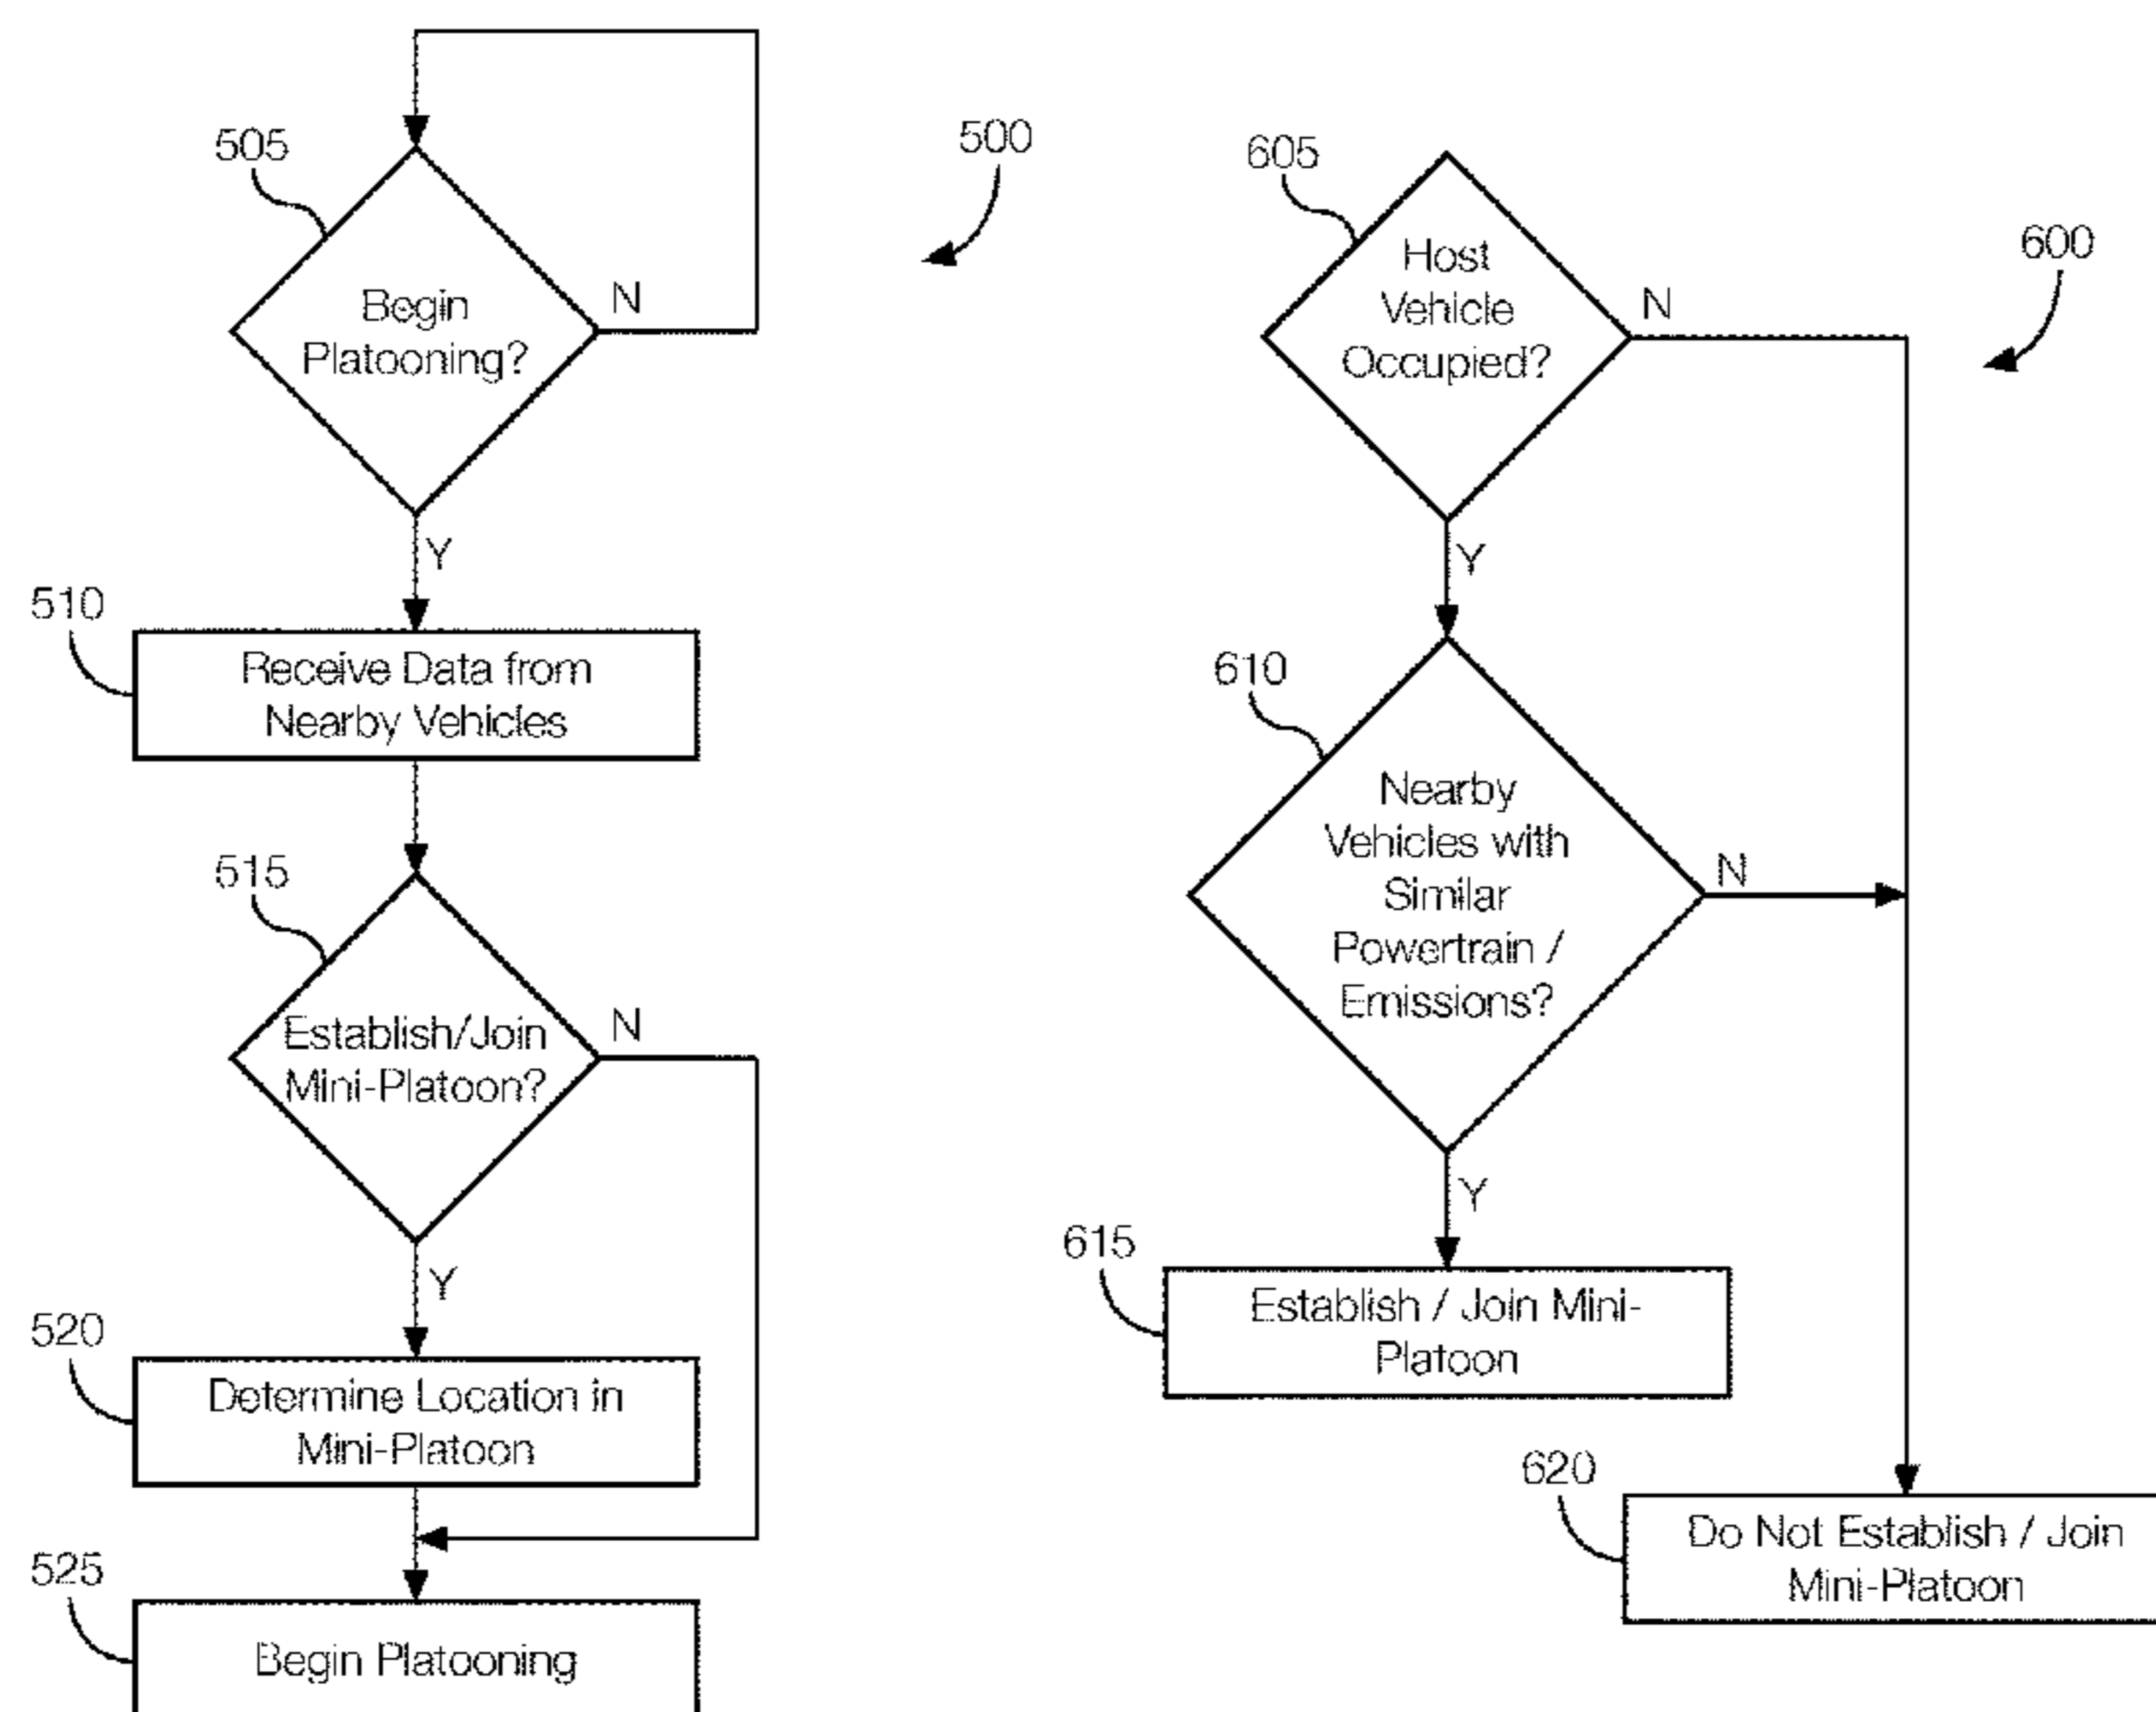 500
505
Begin
Platooning?
N
Y
510
Receive Data from
Nearby Vehicles
515
Establish/Join
Mini-Platoon?
N
Y
520
Determine Location in
Mini-Platoon
525
Begin Platooning
600
605
Host
Vehicle
Occupied?
N
Y
610
Nearby
Vehicles with
Similar
Powertrain /
Emissions?
N
Y
615
Establish / Join Mini-
Platoon
620
Do Not Establish / Join
Mini-Platoon